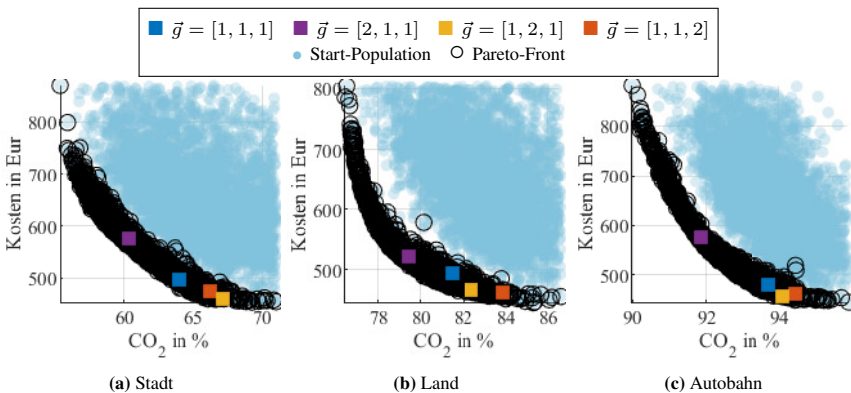 g⃗ = [1, 1, 1] g⃗ = [2, 1, 1] g⃗ = [1, 2, 1] g⃗ = [1, 1, 2]
Start-Population Pareto-Front
Kosten in Eur
800
700
600
500
60 65 70
CO2 in %
(a) Stadt
Kosten in Eur
800
700
600
500
78 80 82 84 86
CO2 in %
(b) Land
Kosten in Eur
900
800
700
600
500
90 92 94
CO2 in %
(c) Autobahn